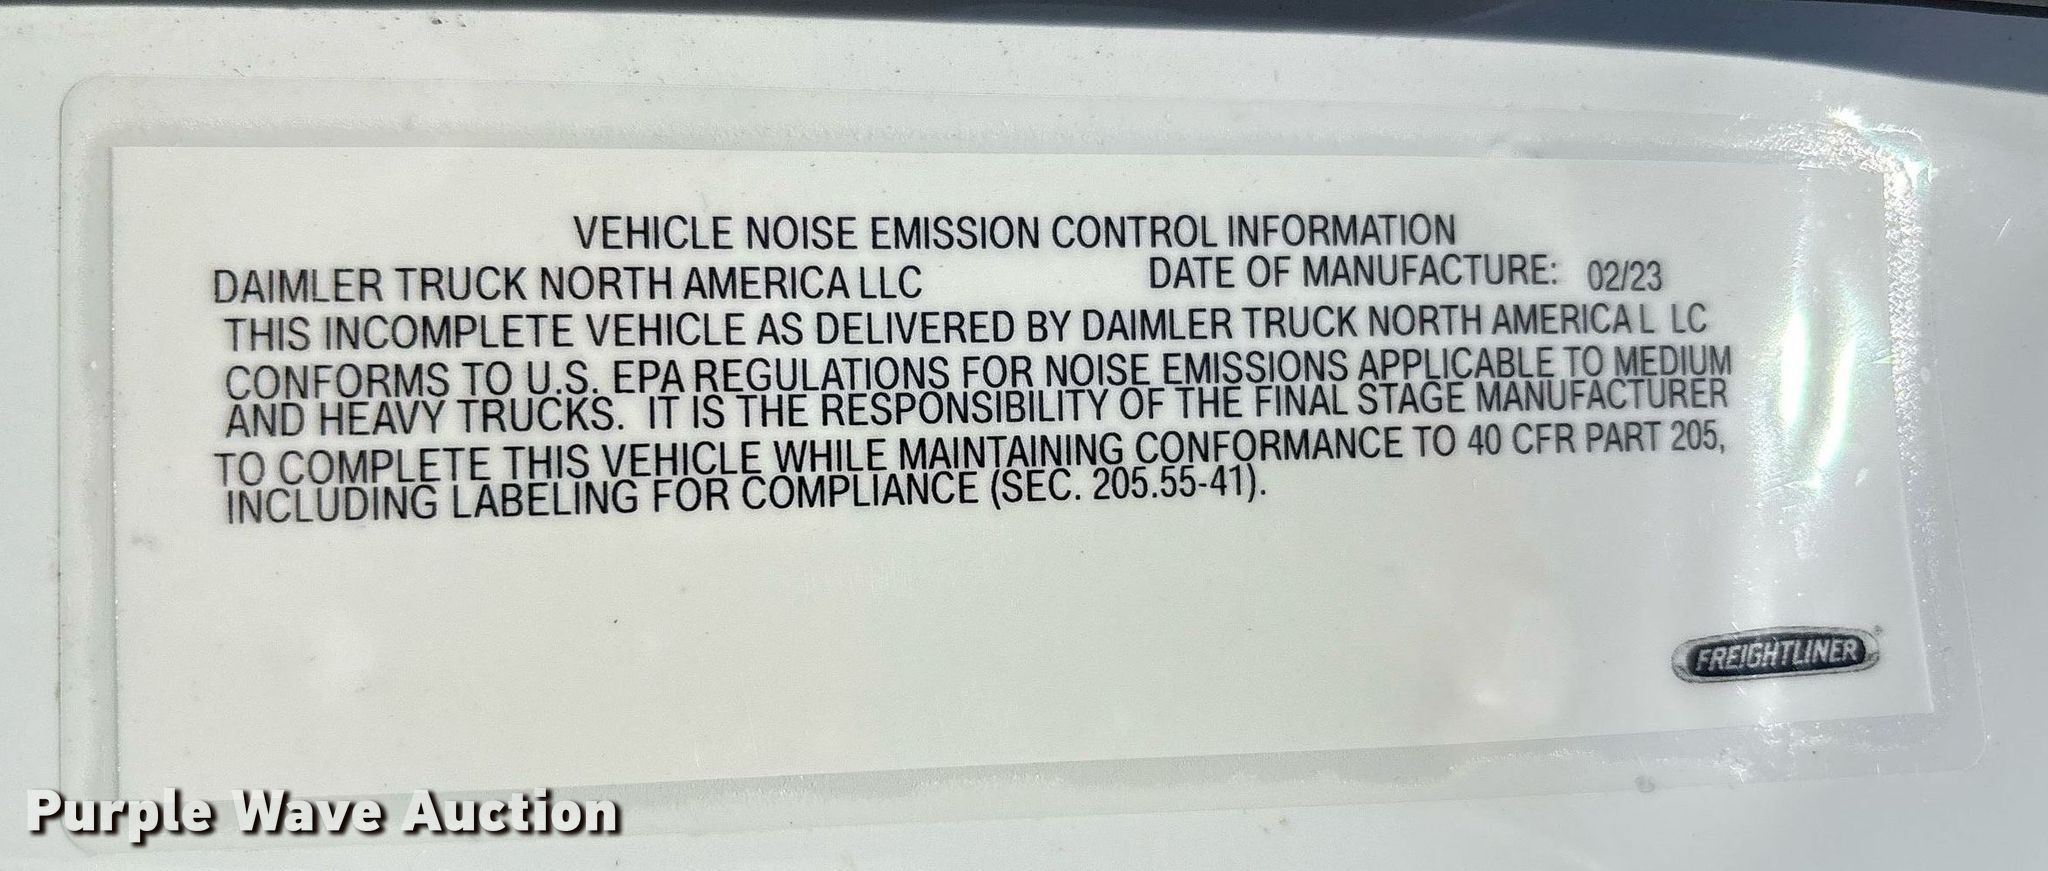 VEHICLE NOISE EMISSION CONTROL INFORMATION
DAIMLER TRUCK NORTH AMERICA LLC DATE OF MANUFACTURE: 02/23
THIS INCOMPLETE VEHICLE AS DELIVERED BY DAIMLER TRUCK NORTH AMERICA L LC
CONFORMS TO U.S. EPA REGULATIONS FOR NOISE EMISSIONS APPLICABLE TO MEDIUM
AND HEAVY TRUCKS. IT IS THE RESPONSIBILITY OF THE FINAL STAGE MANUFACTURER
TO COMPLETE THIS VEHICLE WHILE MAINTAINING CONFORMANCE TO 40 CFR PART 205,
INCLUDING LABELING FOR COMPLIANCE (SEC. 205.55-41).
FREIGHTLINER
Purple Wave Auction